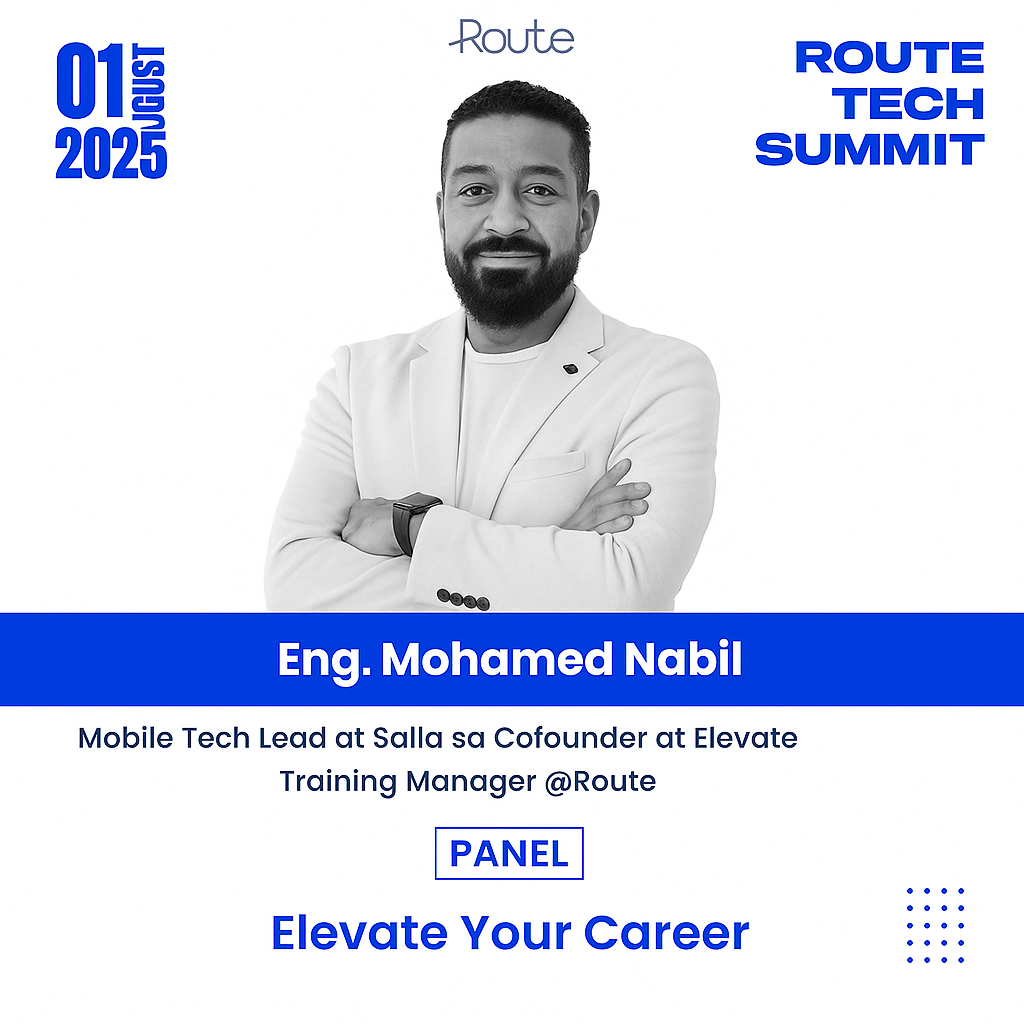 Route
01
AUGUST
2025
ROUTE
TECH
SUMMIT
Eng. Mohamed Nabil
Mobile Tech Lead at Salla sa Cofounder at Elevate
Training Manager @Route
PANEL
Elevate Your Career